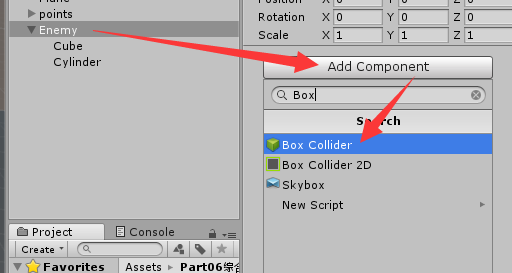 Plane
points
Enemy
Cube
Cylinder
Position X 0 Y 0 Z 0
Rotation X 0 Y 0 Z 0
Scale X 1 Y 1 Z 1
Add Component
Box
Search
Box Collider
Box Collider 2D
Skybox
New Script
Project Console
Create
Favorites Assets Part06综